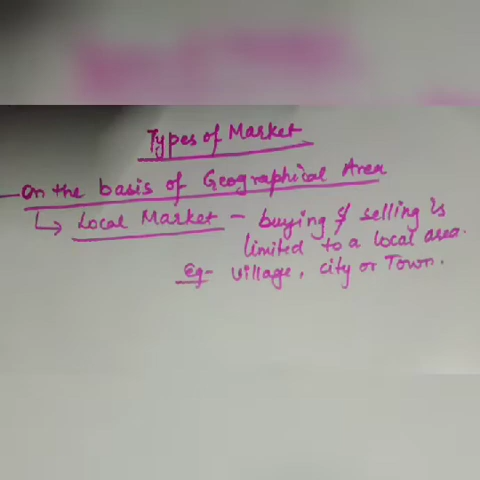 Types of Market
On the basis of Geographical Area
↳ Local Market - buying & selling is
limited to a local area.
Eg- Village, city or Town.